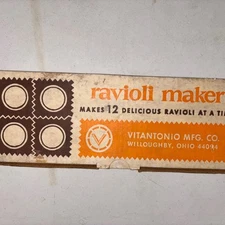 ravioli maker
MAKES 12 DELICIOUS RAVIOLI AT A TI
VITANTONIO MFG. CO.
WILLOUGHBY, OHIO 44094
V